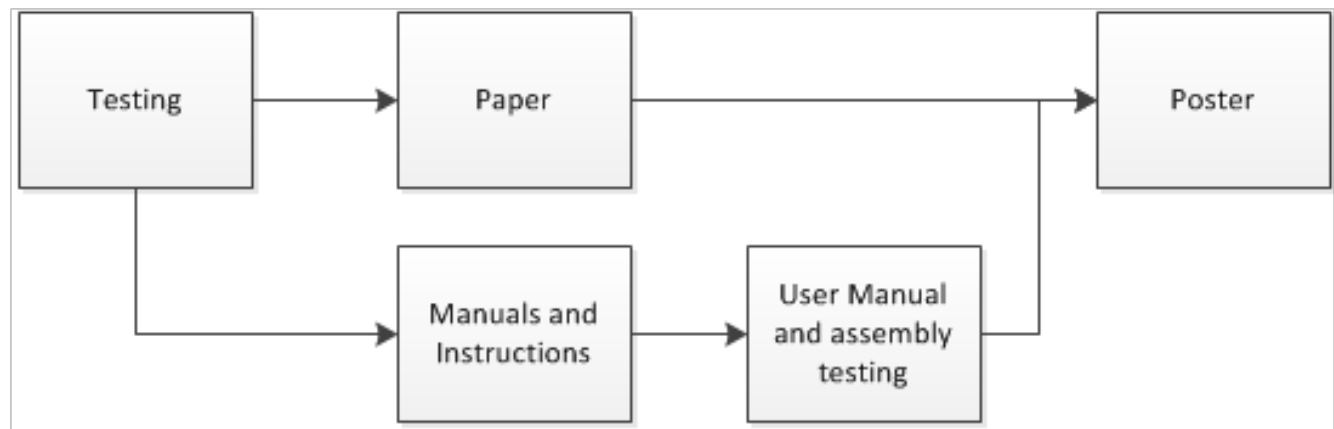 Testing
Paper
Poster
Manuals and
Instructions
User Manual
and assembly
testing